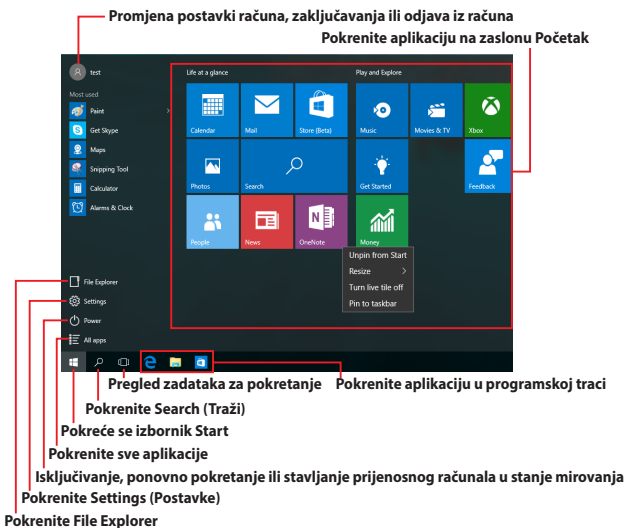 Promjena postavki računa, zaključavanja ili odjava iz računa
Pokrenite aplikaciju na zaslonu Početak
test
Most used
Paint
Get Skype
Maps
Snipping Tool
Calculator
Alarms & Clock
File Explorer
Settings
Power
All apps
Life at a glance
Play and Explore
Calendar
Mail
Store (Beta)
Music
Movies & TV
Xbox
Photos
Search
Get Started
Feedback
People
News
OneNote
Money
Unpin from Start
Resize
Turn live tile off
Pin to taskbar
Pregled zadataka za pokretanje
Pokrenite aplikaciju u programskoj traci
Pokrenite Search (Traži)
Pokreće se izbornik Start
Pokrenite sve aplikacije
Isključivanje, ponovno pokretanje ili stavljanje prijenosnog računala u stanje mirovanja
Pokrenite Settings (Postavke)
Pokrenite File Explorer